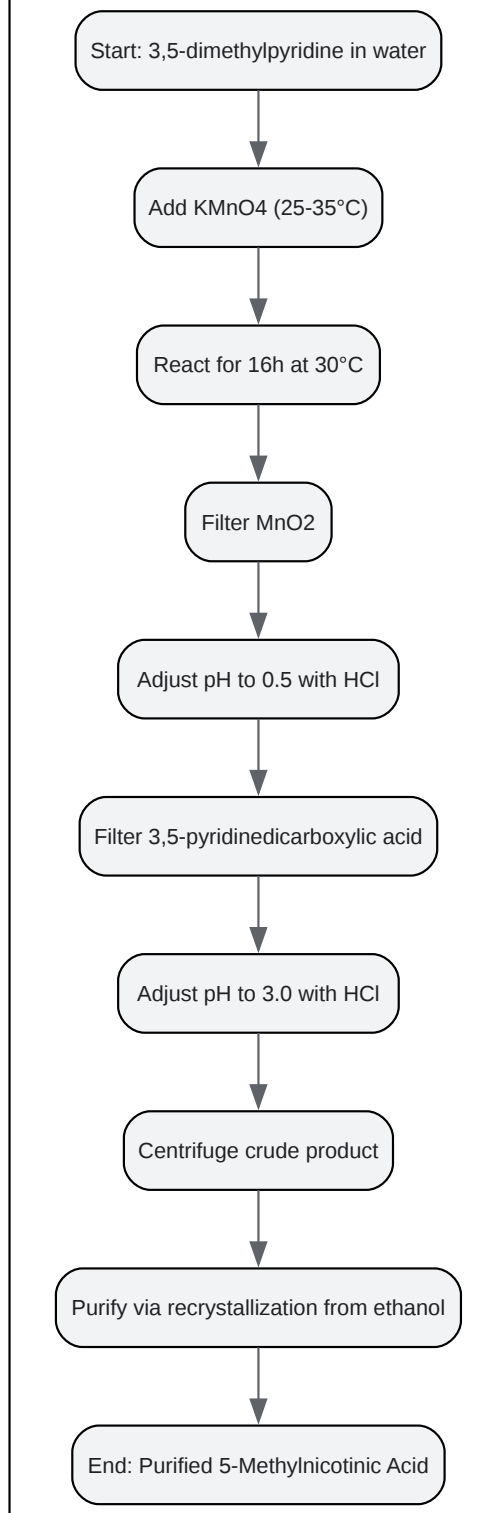 Start: 3,5-dimethylpyridine in water
Add KMnO4 (25-35°C)
React for 16h at 30°C
Filter MnO2
Adjust pH to 0.5 with HCl
Filter 3,5-pyridinedicarboxylic acid
Adjust pH to 3.0 with HCl
Centrifuge crude product
Purify via recrystallization from ethanol
End: Purified 5-Methylnicotinic Acid